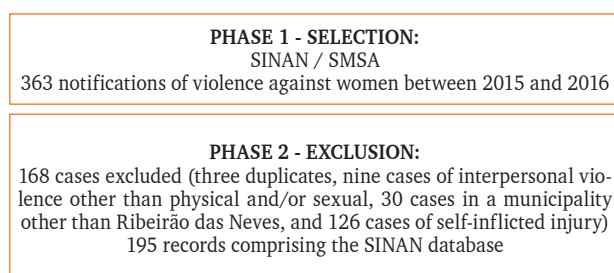 PHASE 1 - SELECTION:
SINAN / SMSA
363 notifications of violence against women between 2015 and 2016
PHASE 2 - EXCLUSION:
168 cases excluded (three duplicates, nine cases of interpersonal vio-
lence other than physical and/or sexual, 30 cases in a municipality
other than Ribeirão das Neves, and 126 cases of self-inflicted injury)
195 records comprising the SINAN database